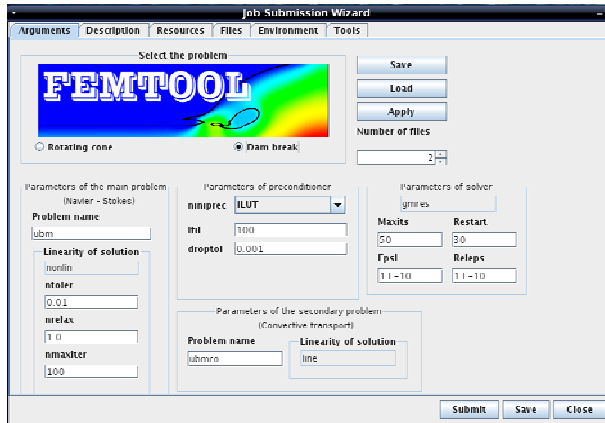 Job Submission Wizard
Arguments Description Resources Files Environment Tools
Select the problem
FEMTOOL
Rotating cone
Dam break
Save
Load
Apply
Number of files
2
Parameters of the main problem
(Navier - Stokes)
Problem name
ubm
Linearity of solution
nonlin
ntoler
0.01
nrelax
1.0
nmaxiter
100
Parameters of preconditioner
ILUT
lfil
100
droptol
0.001
Parameters of solver
gmres
Maxits
Restart
50
30
Epsl
Releps
1E-10
1E-10
Parameters of the secondary problem
(Convective transport)
Problem name
ubmco
Linearity of solution
line
Submit
Save
Close